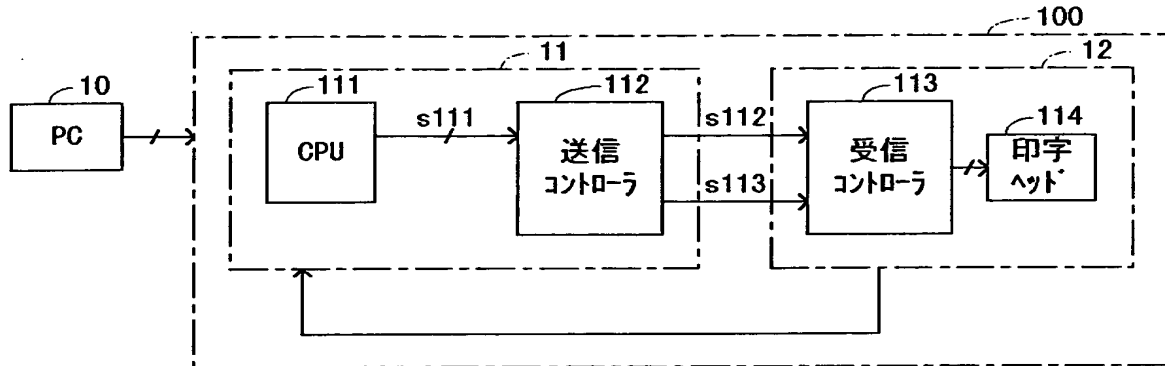 100
11
12
10
111
112
113
114
PC
CPU
s111
送信
コントローラ
s112
s113
受信
コントローラ
印字
ヘッド